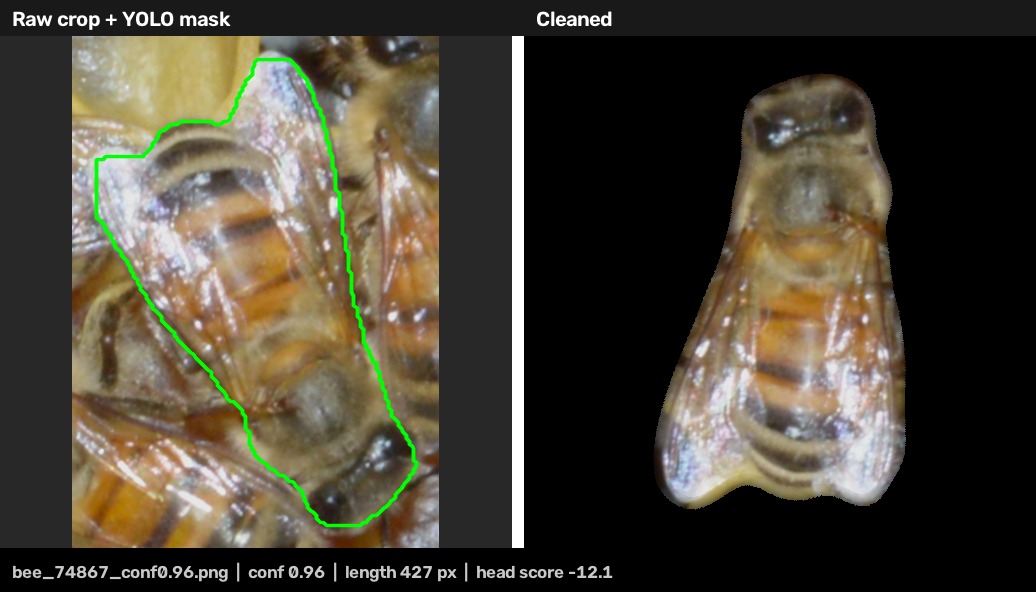 Raw crop + YOLO mask
Cleaned
bee_74867_conf0.96.png | conf 0.96 | length 427 px | head score -12.1